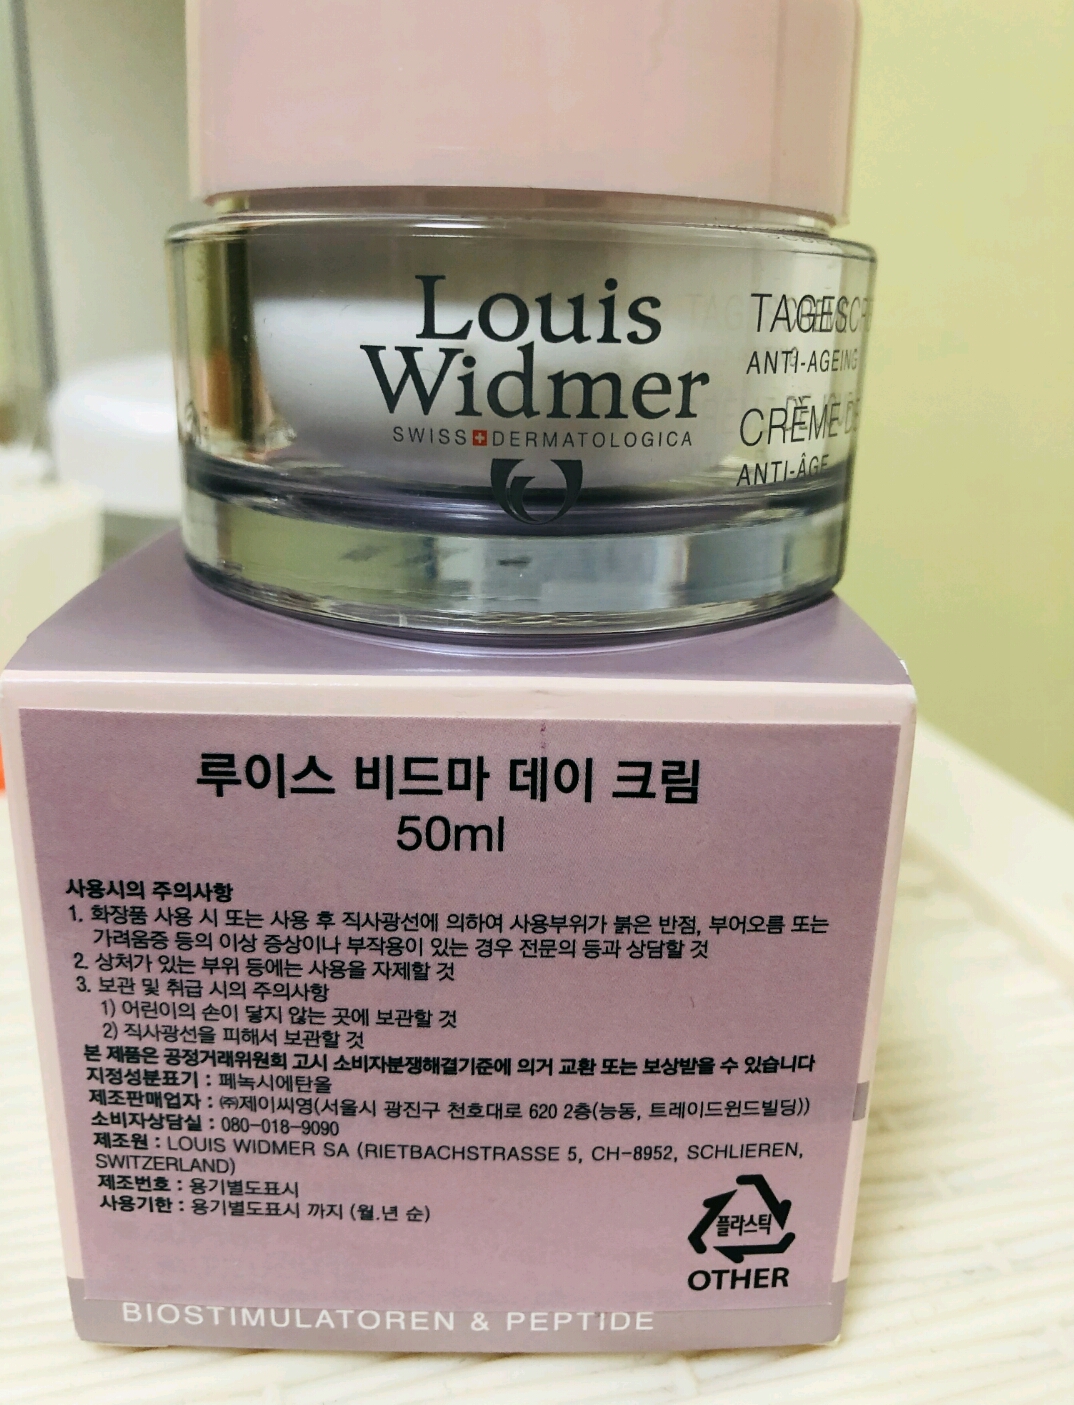 Louis
Widmer
SWISS DERMATOLOGICA
TAGESCRE
ANTI-AGEING
CRÈME DE
ANTI-ÂGE
루이스 비드마 데이 크림
50ml
사용시의 주의사항
1. 화장품 사용 시 또는 사용 후 직사광선에 의하여 사용부위가 붉은 반점, 부어오름 또는
가려움증 등의 이상 증상이나 부작용이 있는 경우 전문의 등과 상담할 것
2. 상처가 있는 부위 등에는 사용을 자제할 것
3. 보관 및 취급 시의 주의사항
1) 어린이의 손이 닿지 않는 곳에 보관할 것
2) 직사광선을 피해서 보관할 것
본 제품은 공정거래위원회 고시 소비자분쟁해결기준에 의거 교환 또는 보상받을 수 있습니다
지정성분표기 : 페녹시에탄올
제조판매업자 : ㈜제이씨영(서울시 광진구 천호대로 620 2층(능동, 트레이드윈드빌딩))
소비자상담실 : 080-018-9090
제조원 : LOUIS WIDMER SA (RIETBACHSTRASSE 5, CH-8952, SCHLIEREN,
SWITZERLAND)
제조번호 : 용기별도표시
사용기한 : 용기별도표시 까지 (월.년 순)
플라스틱
OTHER
BIOSTIMULATOREN & PEPTIDE